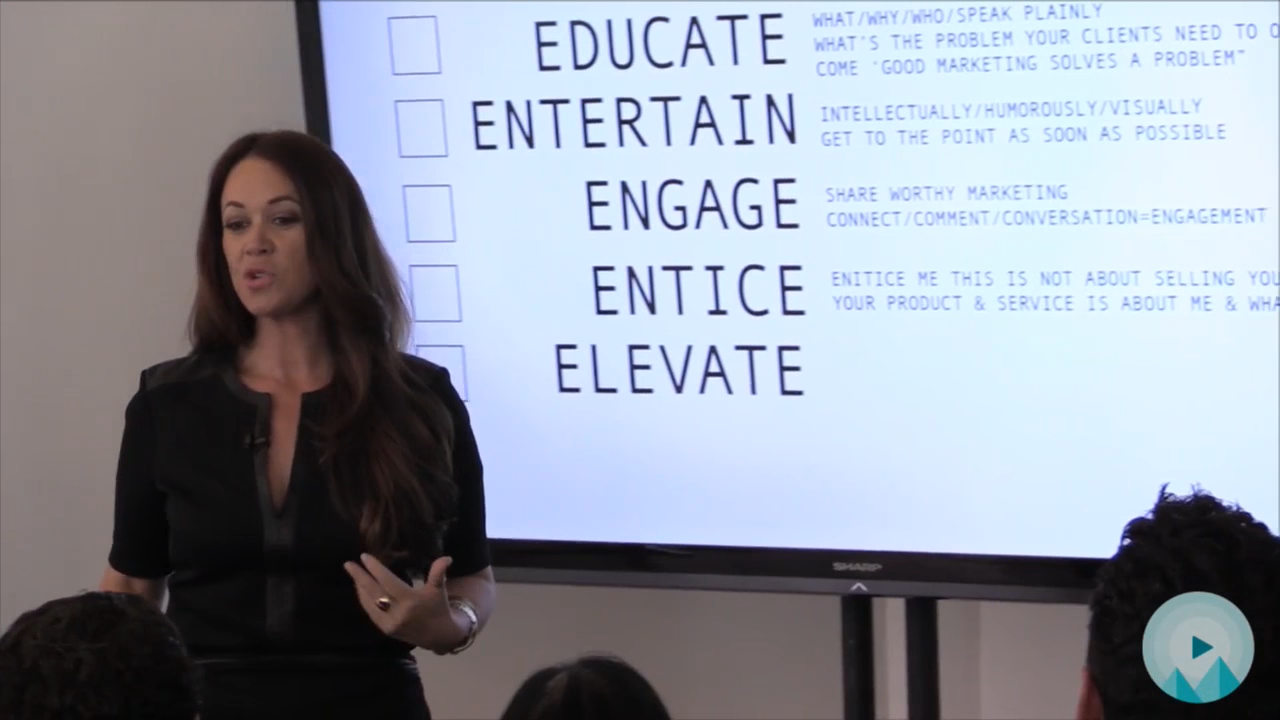 EDUCATE
WHAT/WHY/WHO/SPEAK PLAINLY
WHAT'S THE PROBLEM YOUR CLIENTS NEED TO
COME 'GOOD MARKETING SOLVES A PROBLEM"
ENTERTAIN
INTELLECTUALLY/HUMOROUSLY/VISUALLY
GET TO THE POINT AS SOON AS POSSIBLE
ENGAGE
SHARE WORTHY MARKETING
CONNECT/COMMENT/CONVERSATION=ENGAGEMENT
ENTICE
ENITICE ME THIS IS NOT ABOUT SELLING
YOUR PRODUCT & SERVICE IS ABOUT ME &
ELEVATE
SHARP